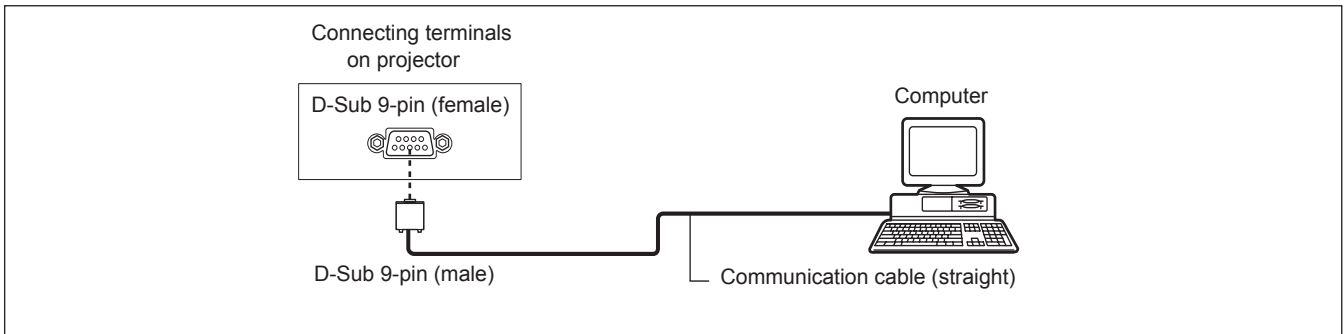 Connecting terminals
on projector
D-Sub 9-pin (female)
Computer
D-Sub 9-pin (male)
Communication cable (straight)